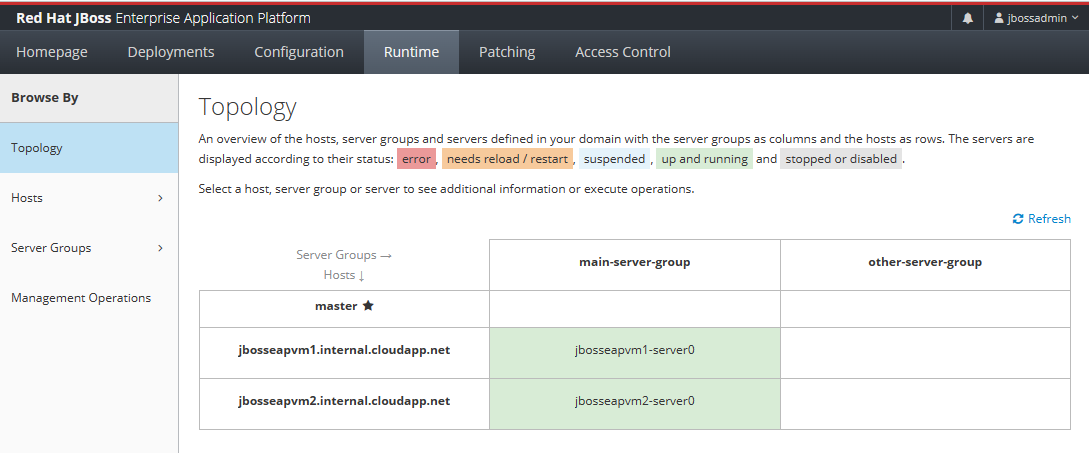 Red Hat JBoss Enterprise Application Platform
jbossadmin
Homepage Deployments Configuration Runtime Patching Access Control
Browse By
Topology
Hosts
Server Groups
Management Operations
Topology
An overview of the hosts, server groups and servers defined in your domain with the server groups as columns and the hosts as rows. The servers are
displayed according to their status: error, needs reload / restart, suspended, up and running and stopped or disabled.
Select a host, server group or server to see additional information or execute operations.
Refresh
Server Groups →
Hosts ↓
main-server-group
other-server-group
master ★
jbosseapvm1.internal.cloudapp.net jbosseapvm1-server0
jbosseapvm2.internal.cloudapp.net jbosseapvm2-server0